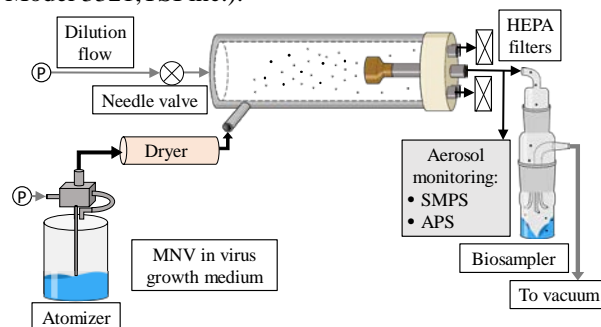 Model 3321, TSI Inc.).
Dilution
flow
HEPA
filters
P
Needle valve
Dryer
Aerosol
monitoring:
• SMPS
• APS
P
MNV in virus
growth medium
Biosampler
To vacuum
Atomizer